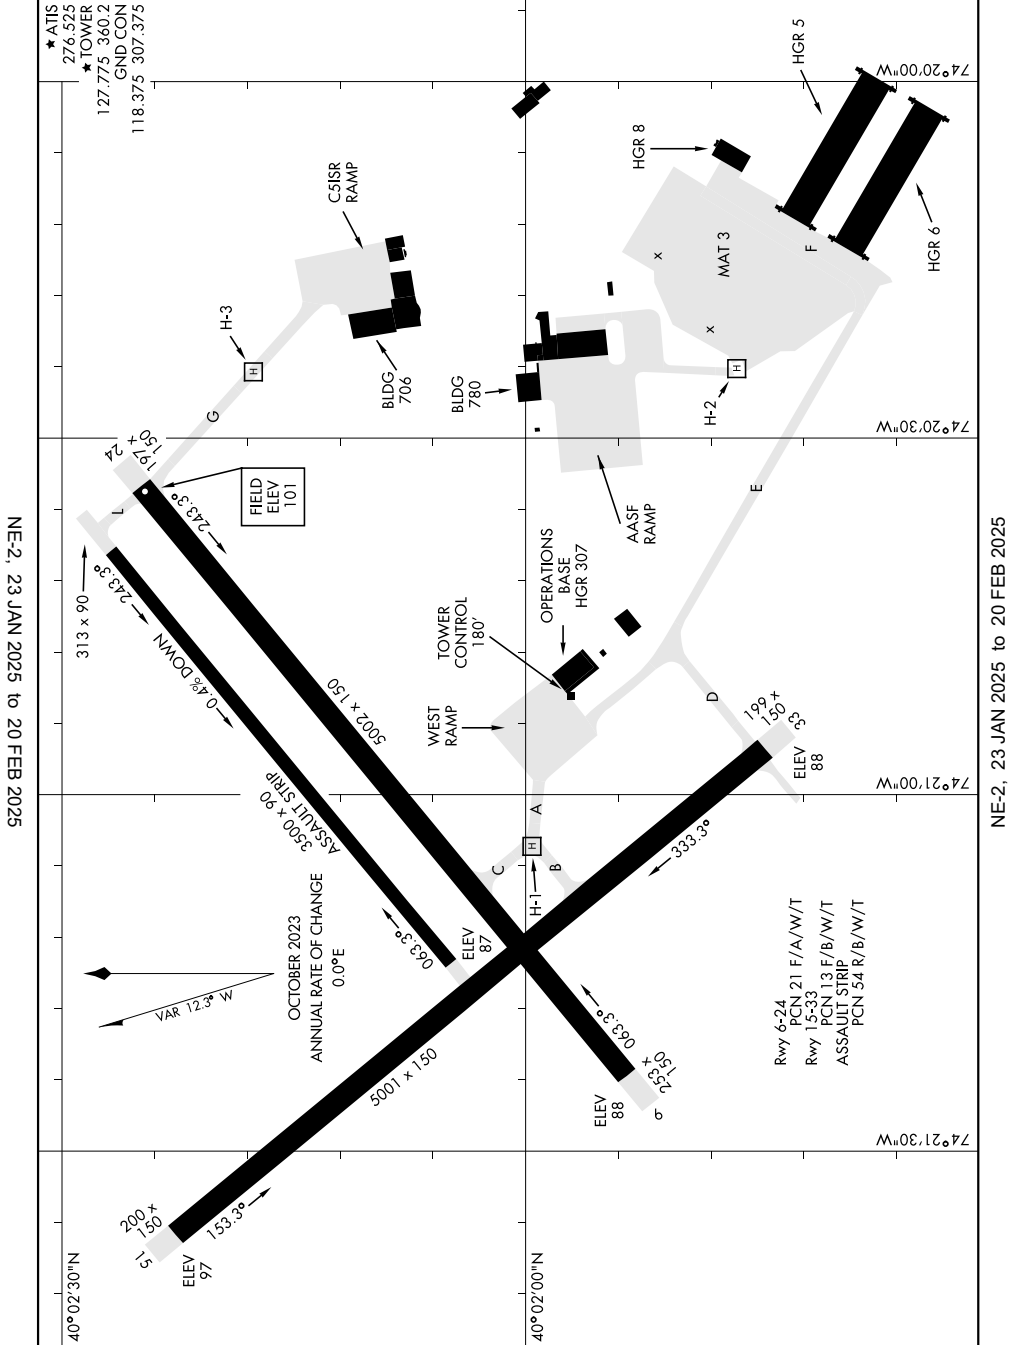 ★ ATIS
276.525
★ TOWER
127.775 360.2
GND CON
118.375 307.375
HGR 5
74°20'00"W
HGR 8
C5ISR
RAMP
MAT 3
F
HGR 6
x
x
H-3
H
BLDG
706
BLDG
780
H
H-2
G
74°20'30"W
24
197 x
150
L
243.3°
FIELD
ELEV
101
E
AASF
RAMP
313 x 90
243.3°
0.4% DOWN
OPERATIONS
BASE
HGR 307
TOWER
CONTROL
180'
5002 x 150
WEST
RAMP
D
199 x
150
33
ELEV
88
74°21'00"W
3500 x 90
ASSAULT STRIP
A
H
C
B
H-1
333.3°
063.3°
ELEV
87
OCTOBER 2023
ANNUAL RATE OF CHANGE
0.0°E
VAR 12.3° W
063.3°
253 x
150
6
ELEV
88
5001 x 150
Rwy 6-24
PCN 21 F/A/W/T
Rwy 15-33
PCN 13 F/B/W/T
ASSAULT STRIP
PCN 54 R/B/W/T
74°21'30"W
200 x
150
15
153.3°
ELEV
97
40°02'30"N
40°02'00"N
NE-2, 23 JAN 2025 to 20 FEB 2025
NE-2, 23 JAN 2025 to 20 FEB 2025